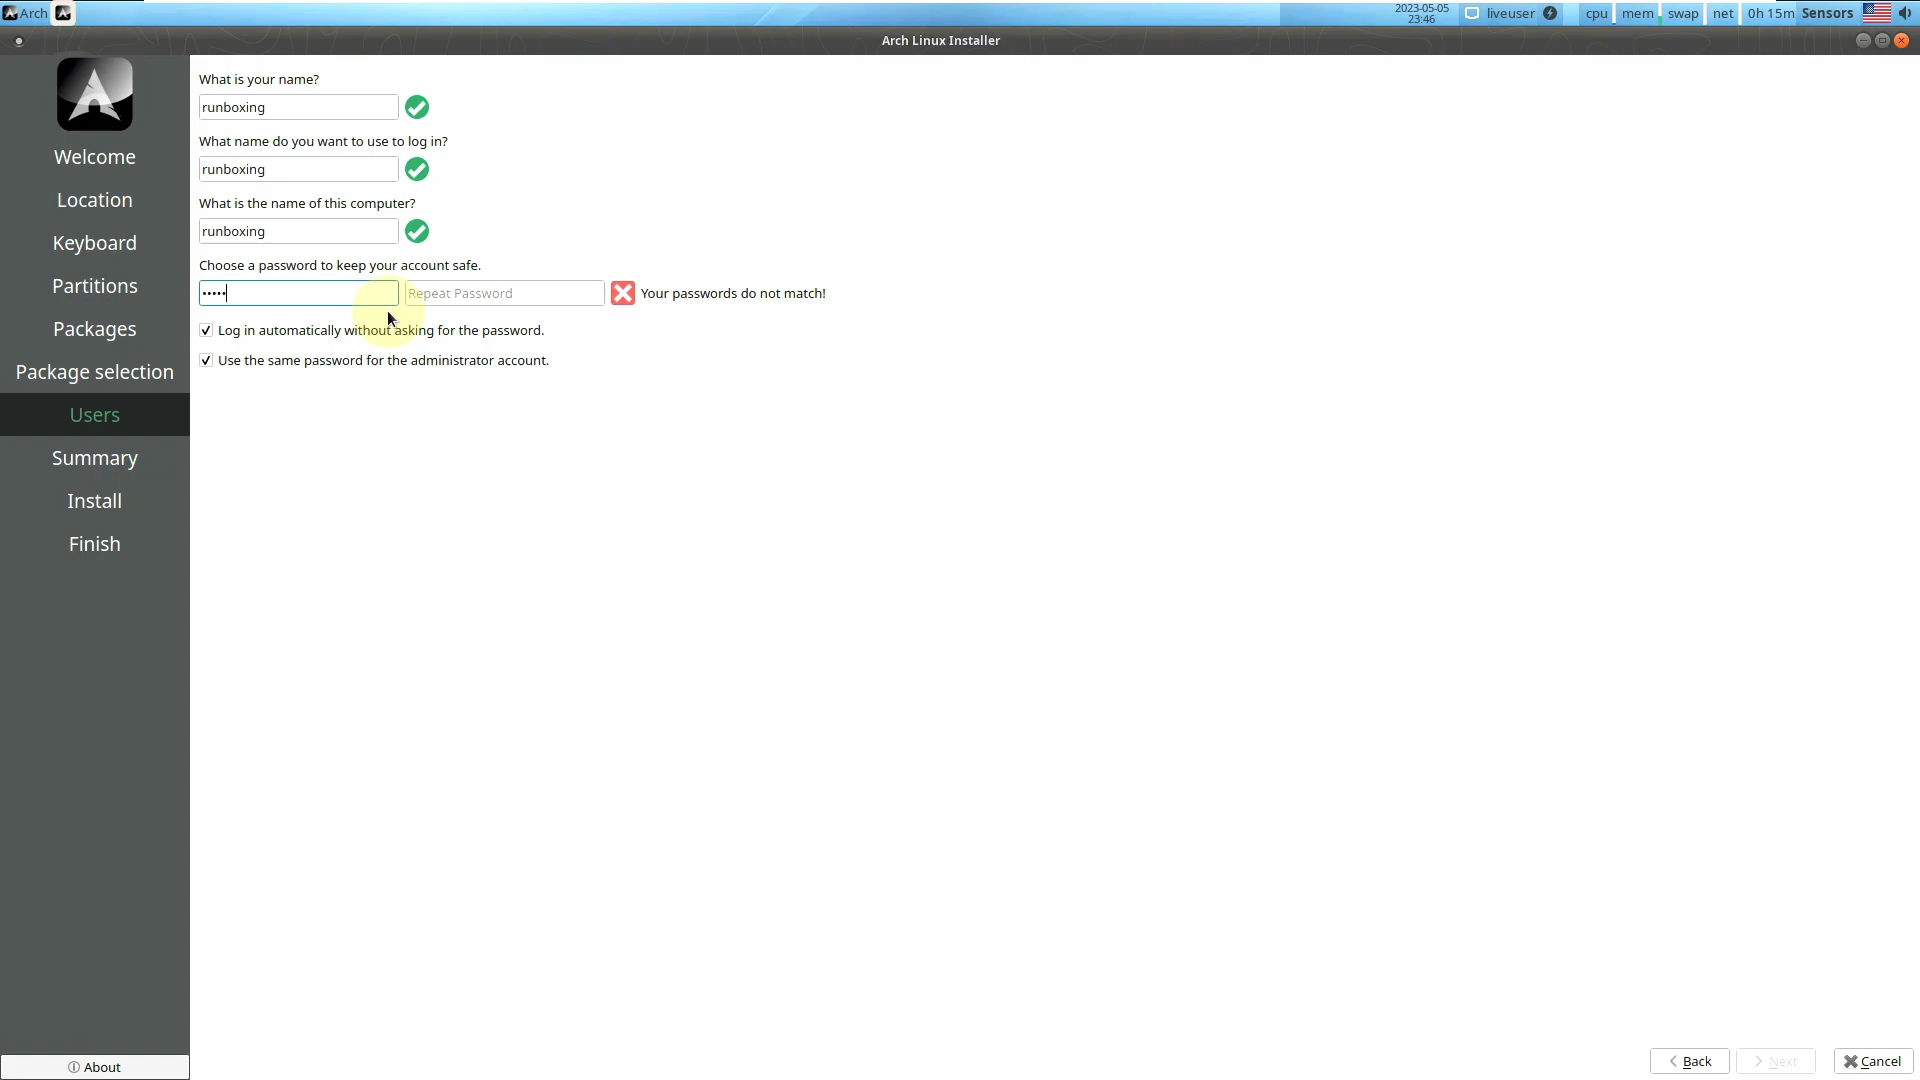 Arch
2023-05-05
23:46
liveuser
cpu mem swap net 0h 15m Sensors
Arch Linux Installer
Welcome
Location
Keyboard
Partitions
Packages
Package selection
Users
Summary
Install
Finish
About
What is your name?
runboxing
What name do you want to use to log in?
runboxing
What is the name of this computer?
runboxing
Choose a password to keep your account safe.
•••••
Repeat Password
Your passwords do not match!
Log in automatically without asking for the password.
Use the same password for the administrator account.
Back
Next
Cancel